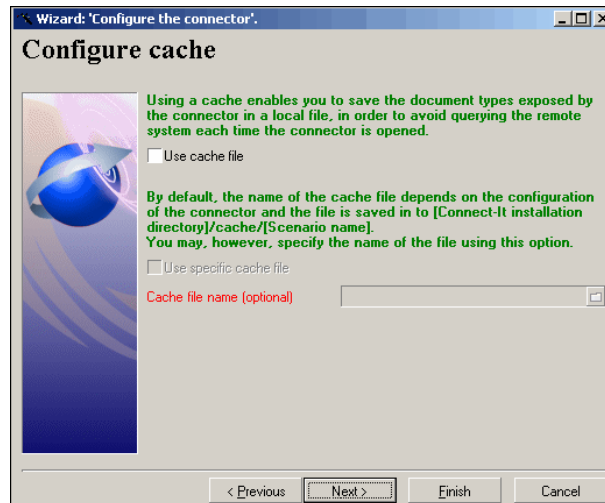 Wizard: 'Configure the connector'.
Configure cache
Using a cache enables you to save the document types exposed by
the connector in a local file, in order to avoid querying the remote
system each time the connector is opened.
Use cache file
By default, the name of the cache file depends on the configuration
of the connector and the file is saved in to [Connect-It installation
directory]/cache/[Scenario name].
You may, however, specify the name of the file using this option.
Use specific cache file
Cache file name (optional)
< Previous Next > Finish Cancel